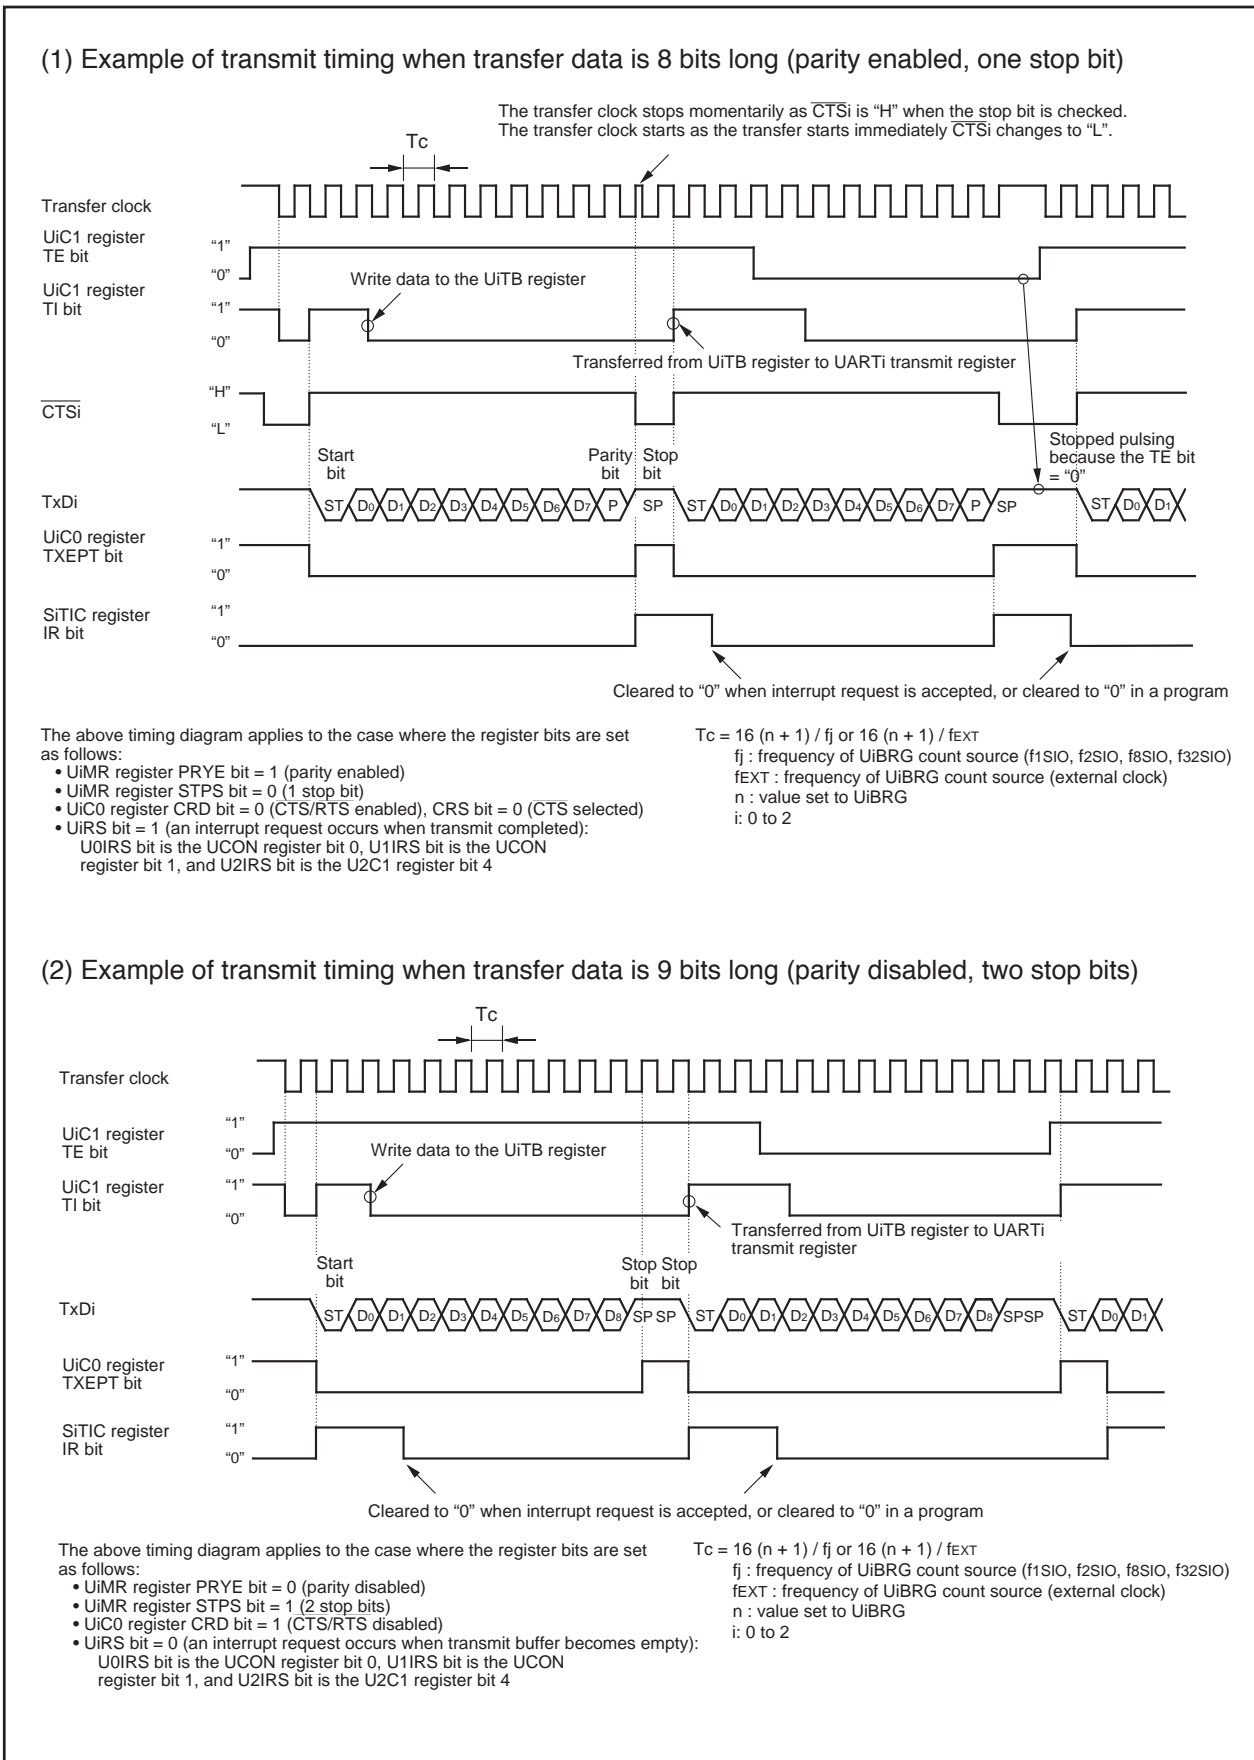 (1) Example of transmit timing when transfer data is 8 bits long (parity enabled, one stop bit)
The transfer clock stops momentarily as CTSi is “H” when the stop bit is checked.
The transfer clock starts as the transfer starts immediately CTSi changes to “L”.
Tc
Transfer clock
UiC1 register
TE bit
“1”
“0”
Write data to the UiTB register
UiC1 register
TI bit
“1”
“0”
Transferred from UiTB register to UARTi transmit register
CTSi
“H”
“L”
Stopped pulsing
because the TE bit
= “0”
Start
bit
Parity
bit
Stop
bit
TxDi
ST D0 D1 D2 D3 D4 D5 D6 D7 P SP ST D0 D1 D2 D3 D4 D5 D6 D7 P SP ST D0 D1
UiC0 register
TXEPT bit
“1”
“0”
SiTIC register
IR bit
“1”
“0”
Cleared to “0” when interrupt request is accepted, or cleared to “0” in a program
The above timing diagram applies to the case where the register bits are set
as follows:
• UiMR register PRYE bit = 1 (parity enabled)
• UiMR register STPS bit = 0 (1 stop bit)
• UiC0 register CRD bit = 0 (CTS/RTS enabled), CRS bit = 0 (CTS selected)
• UiRS bit = 1 (an interrupt request occurs when transmit completed):
U0IRS bit is the UCON register bit 0, U1IRS bit is the UCON
register bit 1, and U2IRS bit is the U2C1 register bit 4
Tc = 16 (n + 1) / fj or 16 (n + 1) / fEXT
fj : frequency of UiBRG count source (f1SIO, f2SIO, f8SIO, f32SIO)
fEXT : frequency of UiBRG count source (external clock)
n : value set to UiBRG
i: 0 to 2
(2) Example of transmit timing when transfer data is 9 bits long (parity disabled, two stop bits)
Tc
Transfer clock
UiC1 register
TE bit
“1”
“0”
Write data to the UiTB register
UiC1 register
TI bit
“1”
“0”
Transferred from UiTB register to UARTi
transmit register
Start
bit
Stop
bit
Stop
bit
TxDi
ST D0 D1 D2 D3 D4 D5 D6 D7 D8 SP SP ST D0 D1 D2 D3 D4 D5 D6 D7 D8 SPSP ST D0 D1
UiC0 register
TXEPT bit
“1”
“0”
SiTIC register
IR bit
“1”
“0”
Cleared to “0” when interrupt request is accepted, or cleared to “0” in a program
The above timing diagram applies to the case where the register bits are set
as follows:
• UiMR register PRYE bit = 0 (parity disabled)
• UiMR register STPS bit = 1 (2 stop bits)
• UiC0 register CRD bit = 1 (CTS/RTS disabled)
• UiRS bit = 0 (an interrupt request occurs when transmit buffer becomes empty):
U0IRS bit is the UCON register bit 0, U1IRS bit is the UCON
register bit 1, and U2IRS bit is the U2C1 register bit 4
Tc = 16 (n + 1) / fj or 16 (n + 1) / fEXT
fj : frequency of UiBRG count source (f1SIO, f2SIO, f8SIO, f32SIO)
fEXT : frequency of UiBRG count source (external clock)
n : value set to UiBRG
i: 0 to 2